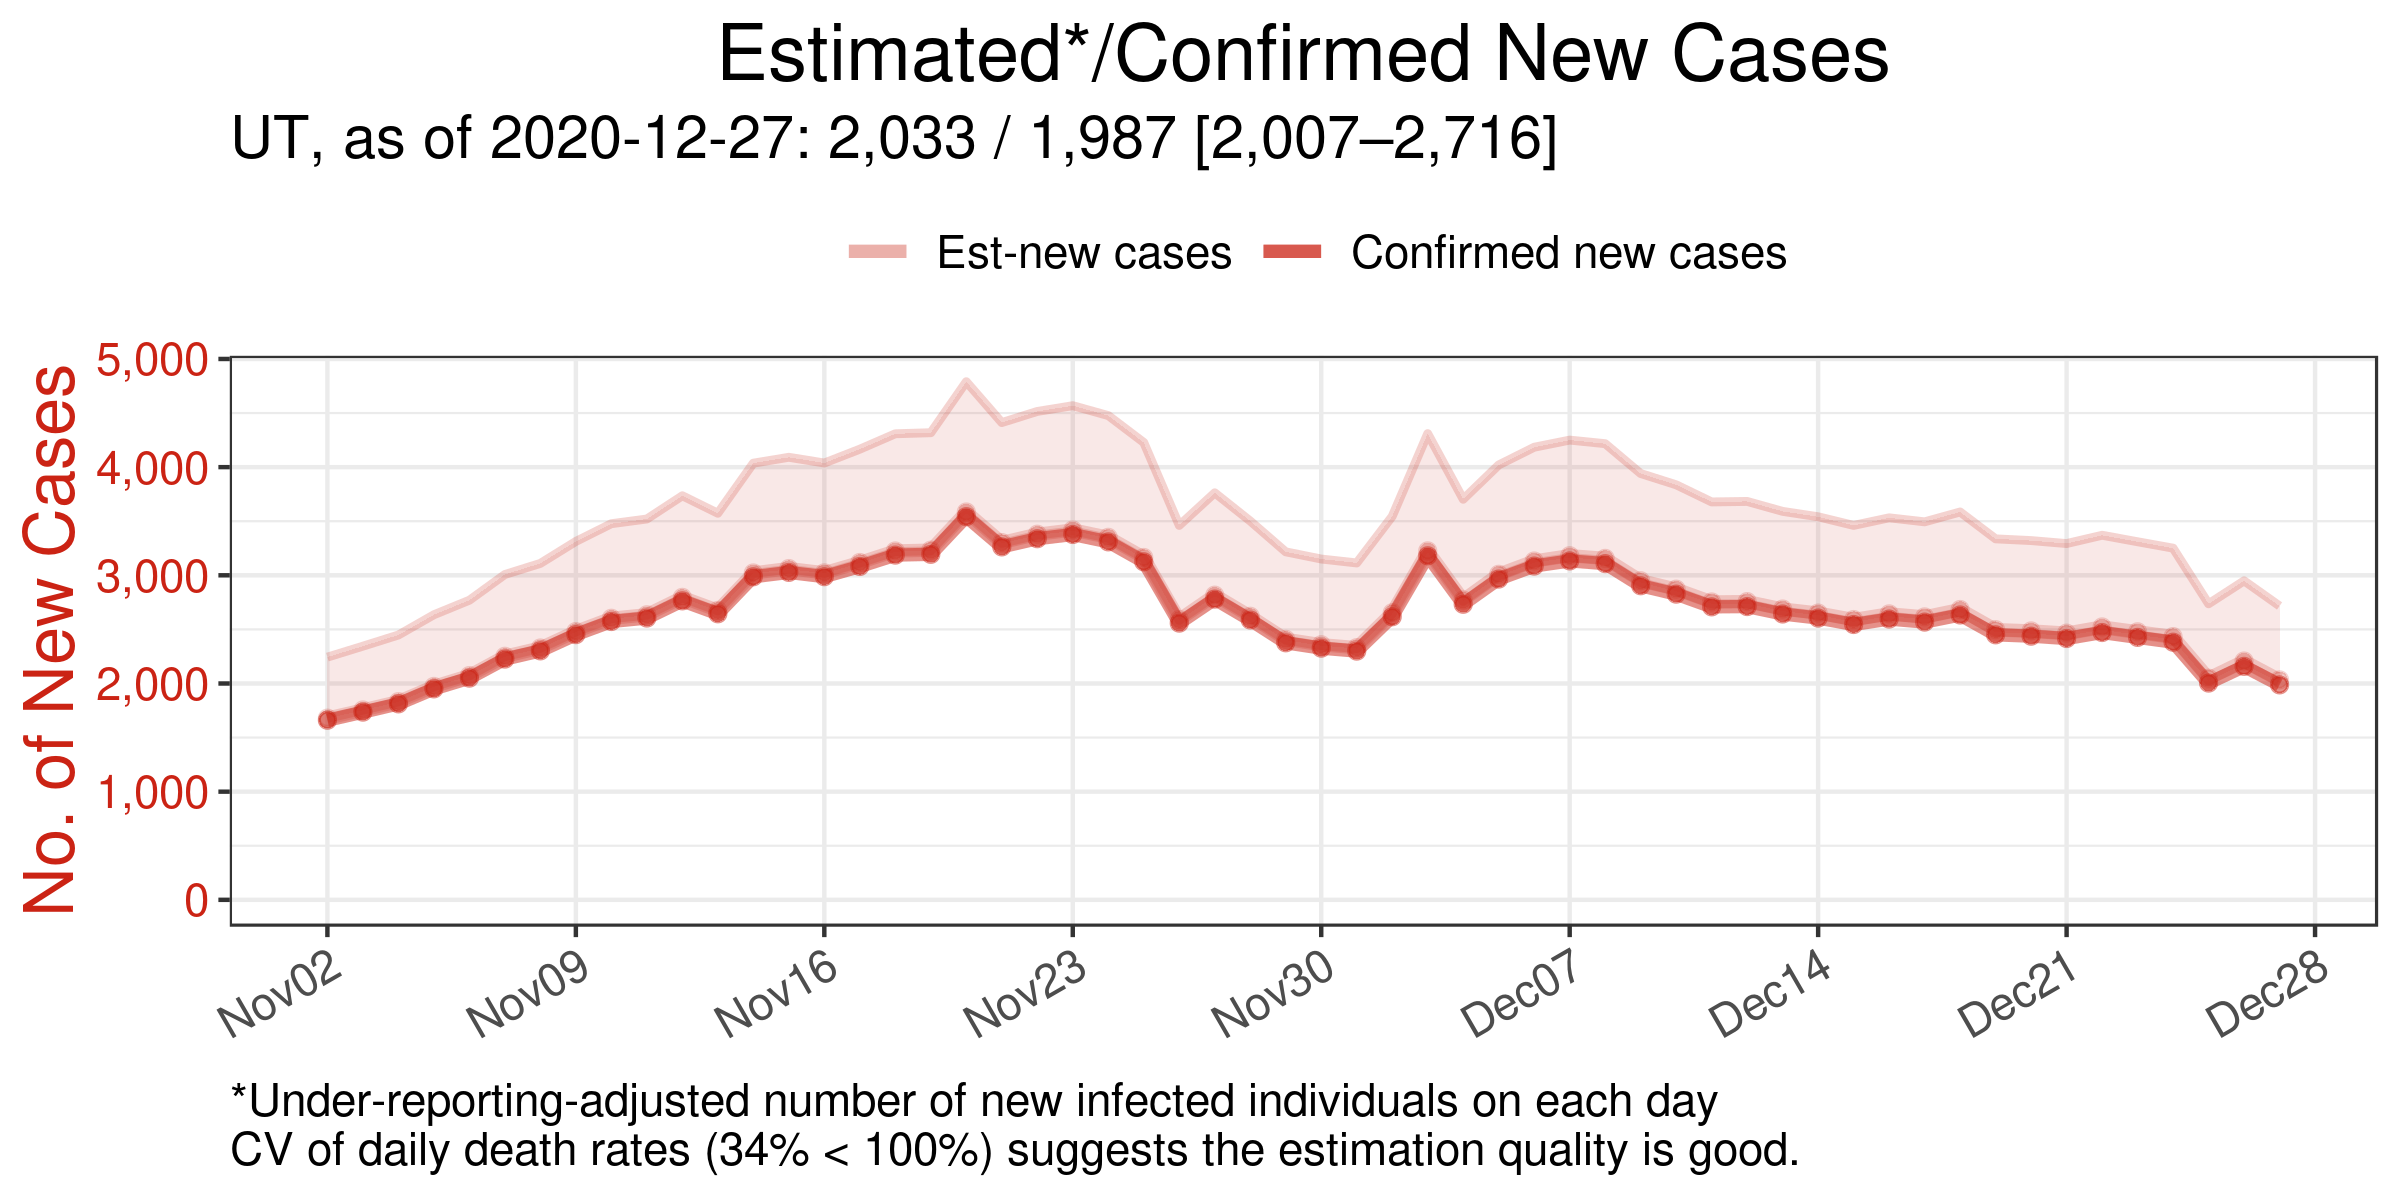 Estimated*/Confirmed New Cases
UT, as of 2020-12-27: 2,033 / 1,987 [2,007–2,716]
Est-new cases
Confirmed new cases
No. of New Cases
5,000
4,000
3,000
2,000
1,000
0
Nov02
Nov09
Nov16
Nov23
Nov30
Dec07
Dec14
Dec21
Dec28
*Under-reporting-adjusted number of new infected individuals on each day
CV of daily death rates (34% < 100%) suggests the estimation quality is good.